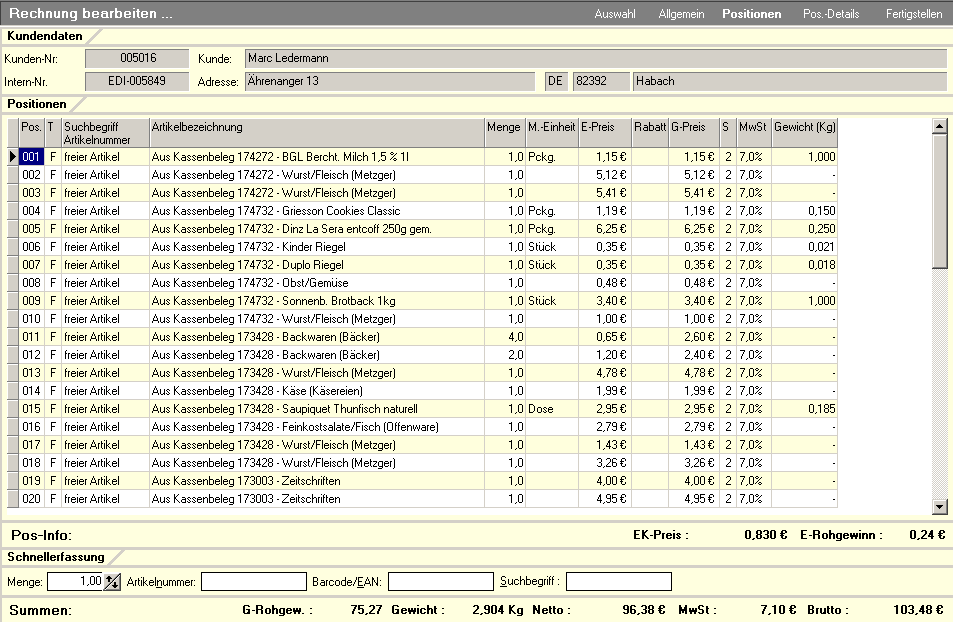 Rechnung bearbeiten ... Auswahl Allgemein Positionen Pos.-Details Fertigstellen
Kundendaten
Kunden-Nr: 005016 Kunde: Marc Ledermann
Intern-Nr. EDI-005849 Adresse: Ährenanger 13 DE 82392 Habach
Positionen
Pos. T Suchbegriff Artikelbezeichnung Menge M.-Einheit E-Preis Rabatt G-Preis S MwSt Gewicht (Kg)
Artikelnummer
001 F freier Artikel Aus Kassenbeleg 174272 - BGL Bercht. Milch 1,5 % 1l 1,0 Pckg. 1,15 € 1,15 € 2 7,0% 1,000
002 F freier Artikel Aus Kassenbeleg 174272 - Wurst/Fleisch (Metzger) 1,0 5,12 € 5,12 € 2 7,0% -
003 F freier Artikel Aus Kassenbeleg 174272 - Wurst/Fleisch (Metzger) 1,0 5,41 € 5,41 € 2 7,0% -
004 F freier Artikel Aus Kassenbeleg 174732 - Griesson Cookies Classic 1,0 Pckg. 1,19 € 1,19 € 2 7,0% 0,150
005 F freier Artikel Aus Kassenbeleg 174732 - Dinz La Sera entcoff 250g gem. 1,0 Pckg. 6,25 € 6,25 € 2 7,0% 0,250
006 F freier Artikel Aus Kassenbeleg 174732 - Kinder Riegel 1,0 Stück 0,35 € 0,35 € 2 7,0% 0,021
007 F freier Artikel Aus Kassenbeleg 174732 - Duplo Riegel 1,0 Stück 0,35 € 0,35 € 2 7,0% 0,018
008 F freier Artikel Aus Kassenbeleg 174732 - Obst/Gemüse 1,0 0,48 € 0,48 € 2 7,0% -
009 F freier Artikel Aus Kassenbeleg 174732 - Sonnenb. Brotback 1kg 1,0 Stück 3,40 € 3,40 € 2 7,0% 1,000
010 F freier Artikel Aus Kassenbeleg 174732 - Wurst/Fleisch (Metzger) 1,0 1,00 € 1,00 € 2 7,0% -
011 F freier Artikel Aus Kassenbeleg 173428 - Backwaren (Bäcker) 4,0 0,65 € 2,60 € 2 7,0% -
012 F freier Artikel Aus Kassenbeleg 173428 - Backwaren (Bäcker) 2,0 1,20 € 2,40 € 2 7,0% -
013 F freier Artikel Aus Kassenbeleg 173428 - Wurst/Fleisch (Metzger) 1,0 4,78 € 4,78 € 2 7,0% -
014 F freier Artikel Aus Kassenbeleg 173428 - Käse (Käsereien) 1,0 1,99 € 1,99 € 2 7,0% -
015 F freier Artikel Aus Kassenbeleg 173428 - Saupiquet Thunfisch naturell 1,0 Dose 2,95 € 2,95 € 2 7,0% 0,185
016 F freier Artikel Aus Kassenbeleg 173428 - Feinkostsalate/Fisch (Offenware) 1,0 2,79 € 2,79 € 2 7,0% -
017 F freier Artikel Aus Kassenbeleg 173428 - Wurst/Fleisch (Metzger) 1,0 1,43 € 1,43 € 2 7,0% -
018 F freier Artikel Aus Kassenbeleg 173428 - Wurst/Fleisch (Metzger) 1,0 3,26 € 3,26 € 2 7,0% -
019 F freier Artikel Aus Kassenbeleg 173003 - Zeitschriften 1,0 4,00 € 4,00 € 2 7,0% -
020 F freier Artikel Aus Kassenbeleg 173003 - Zeitschriften 1,0 4,95 € 4,95 € 2 7,0% -
Pos-Info: EK-Preis : 0,830 € E-Rohgewinn : 0,24 €
Schnellerfassung
Menge: 1,00 Artikelnummer: Barcode/EAN: Suchbegriff :
Summen: G-Rohgew. : 75,27 Gewicht : 2,904 Kg Netto : 96,38 € MwSt : 7,10 € Brutto : 103,48 €